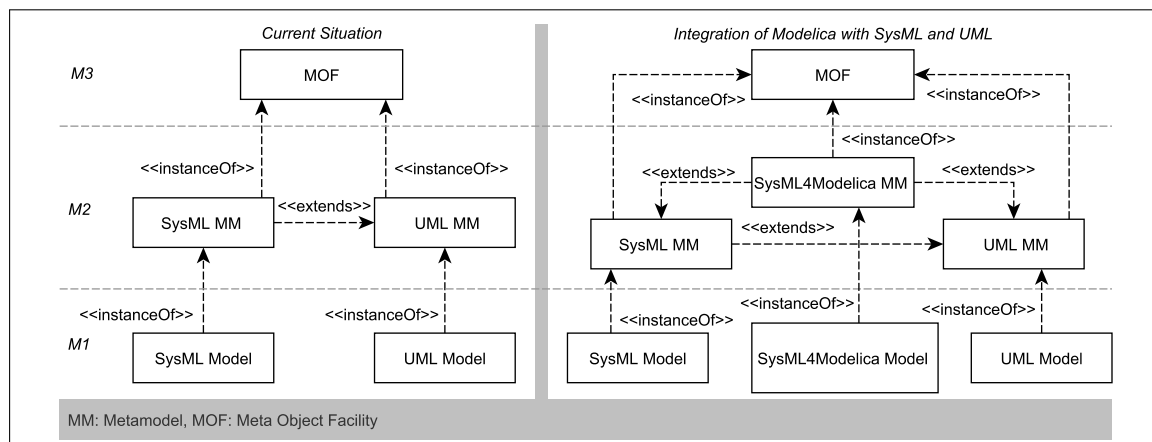 Current Situation
M3
MOF
<<instanceOf>>
<<instanceOf>>
M2
SysML MM
<<extends>>
UML MM
<<instanceOf>>
<<instanceOf>>
M1
SysML Model
UML Model
Integration of Modelica with SysML and UML
MOF
<<instanceOf>>
<<instanceOf>>
<<instanceOf>>
<<extends>>
SysML4Modelica MM
<<extends>>
SysML MM
<<extends>>
UML MM
<<instanceOf>>
<<instanceOf>>
<<instanceOf>>
SysML Model
SysML4Modelica Model
UML Model
MM: Metamodel, MOF: Meta Object Facility